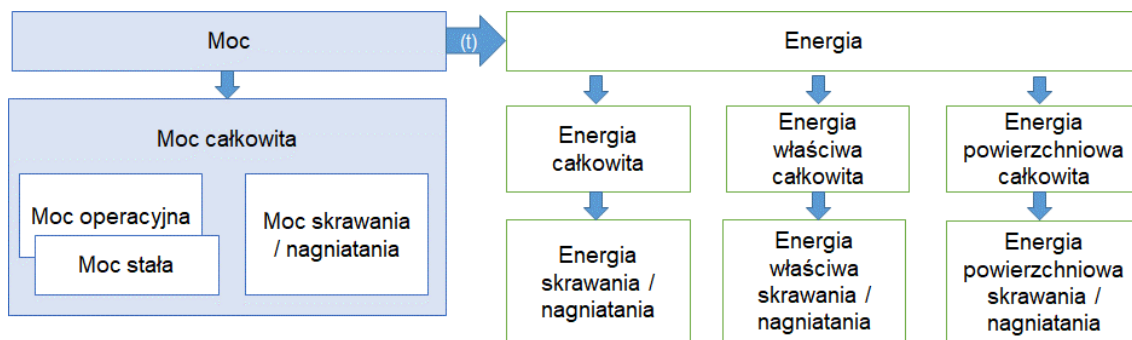 Moc
(t)
Energia
Moc całkowita
Moc operacyjna
Moc stała
Moc skrawania
/ nagniatania
Energia
całkowita
Energia
właściwa
całkowita
Energia
powierzchniowa
całkowita
Energia
skrawania /
nagniatania
Energia
właściwa
skrawania /
nagniatania
Energia
powierzchniowa
skrawania /
nagniatania